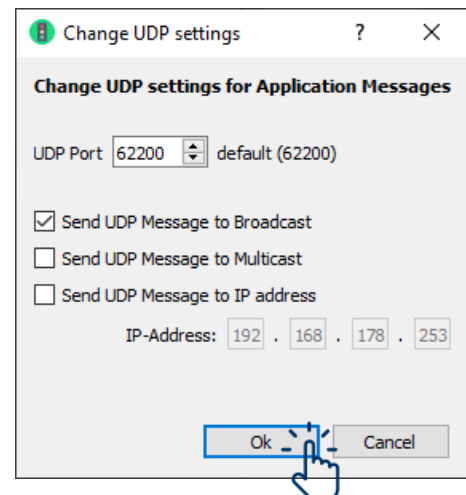 Change UDP settings ?
Change UDP settings for Application Messages
UDP Port 62200 default (62200)
Send UDP Message to Broadcast
Send UDP Message to Multicast
Send UDP Message to IP address
IP-Address: 192 . 168 . 178 . 253
Ok Cancel